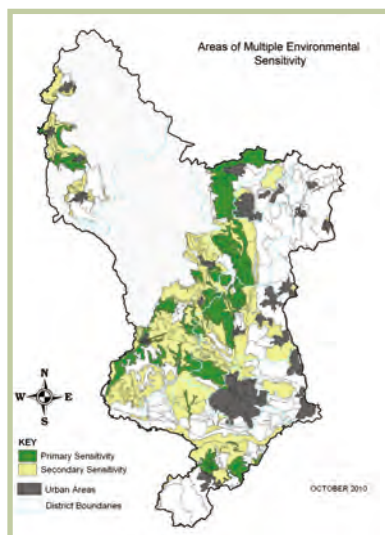 Areas of Multiple Environmental
Sensitivity
N
W E
S
KEY
Primary Sensitivity
Secondary Sensitivity
Urban Areas
District Boundaries
OCTOBER 2010